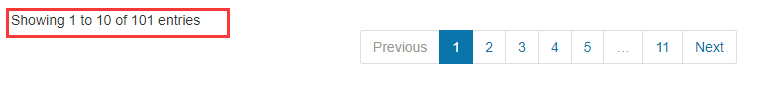 Showing 1 to 10 of 101 entries
Previous 1 2 3 4 5 ... 11 Next